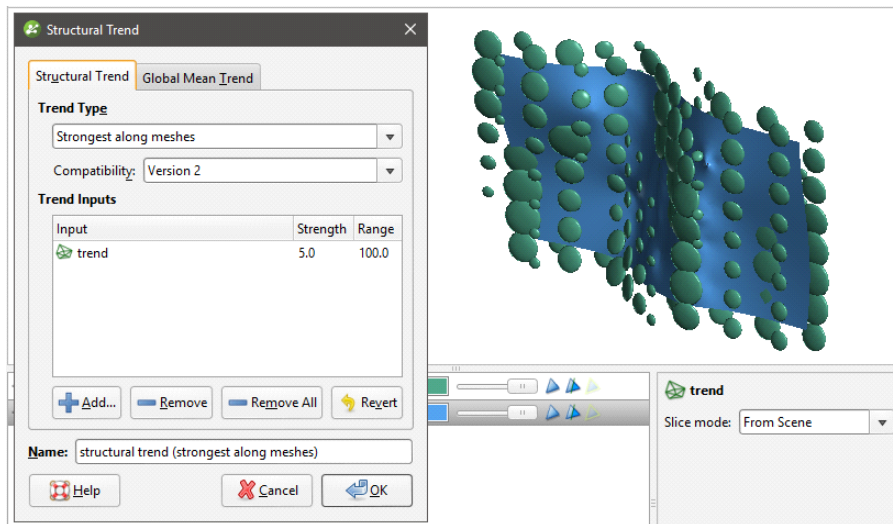 Structural Trend
Structural Trend
Global Mean Trend
Trend Type
Strongest along meshes
Compatibility: Version 2
Trend Inputs
Input Strength Range
trend 5.0 100.0
Add... Remove Remove All Revert
Name: structural trend (strongest along meshes)
Help Cancel OK
trend
Slice mode: From Scene